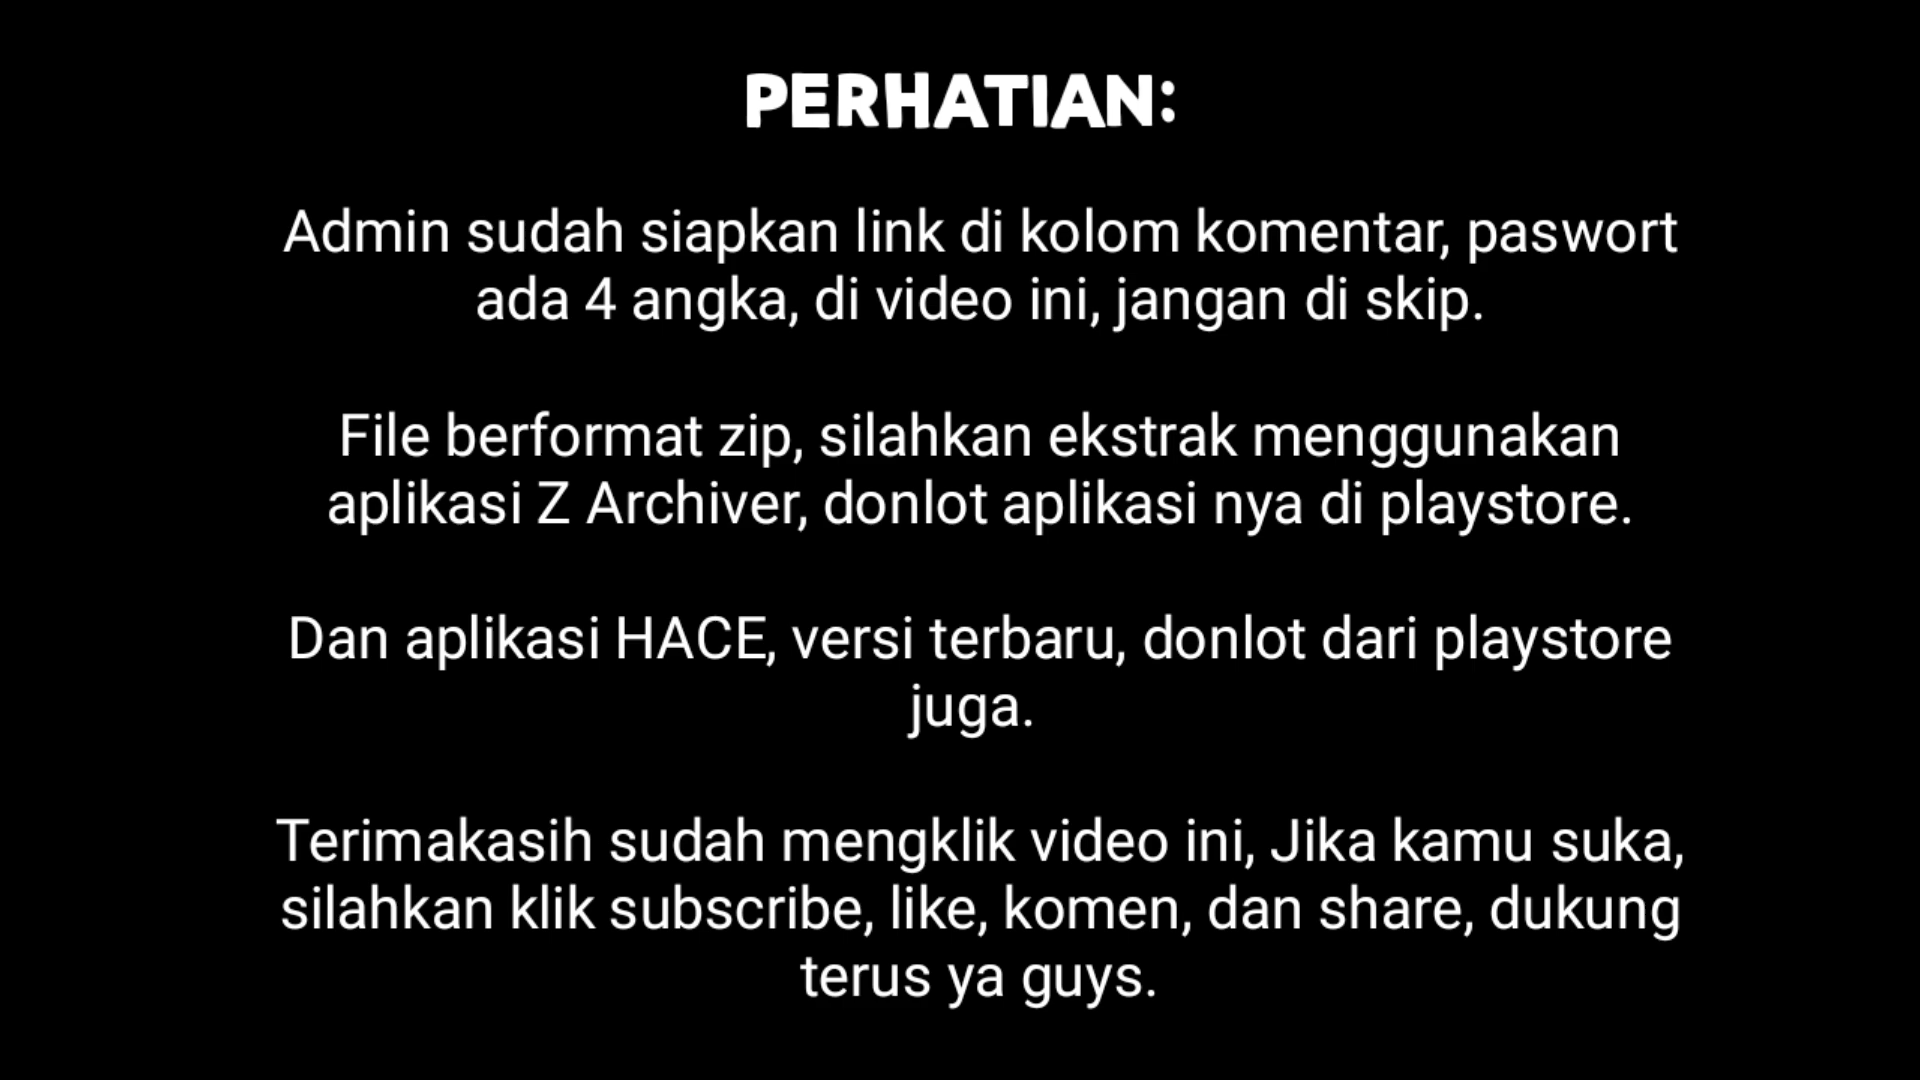 PERHATIAN:
Admin sudah siapkan link di kolom komentar, paswort
ada 4 angka, di video ini, jangan di skip.
File berformat zip, silahkan ekstrak menggunakan
aplikasi Z Archiver, donlot aplikasi nya di playstore.
Dan aplikasi HACE, versi terbaru, donlot dari playstore
juga.
Terimakasih sudah mengklik video ini, Jika kamu suka,
silahkan klik subscribe, like, komen, dan share, dukung
terus ya guys.